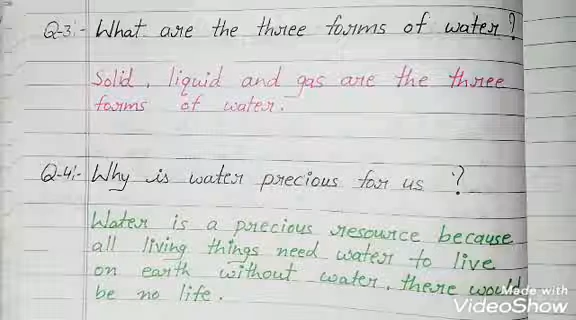 Q-3:- What are the three forms of water?
Solid, liquid and gas are the three
forms of water.
Q-4:- Why is water precious for us ?
Water is a precious resource because
all living things need water to live
on earth without water, there would
be no life.
Made with
VideoShow